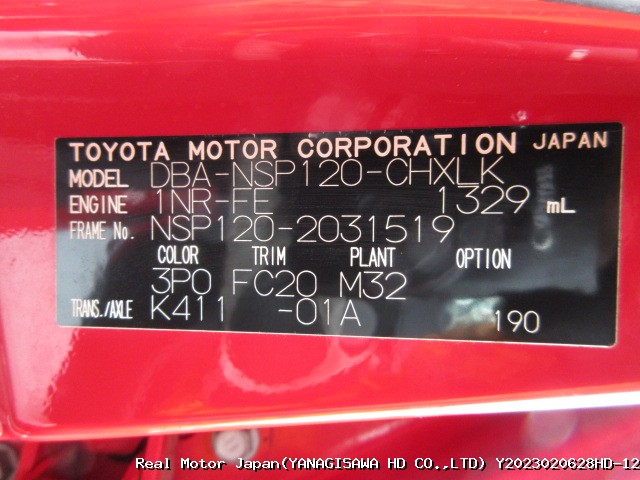 TOYOTA MOTOR CORPORATION JAPAN
MODEL DBA-NSP120-CHXLK
ENGINE 1NR-FE 1329 mL
FRAME No. NSP120-2031519
COLOR TRIM PLANT OPTION
3P0 FC20 M32
TRANS./AXLE K411 -01A 190
Real Motor Japan(YANAGISAWA HD CO.,LTD) Y2023020628HD-12